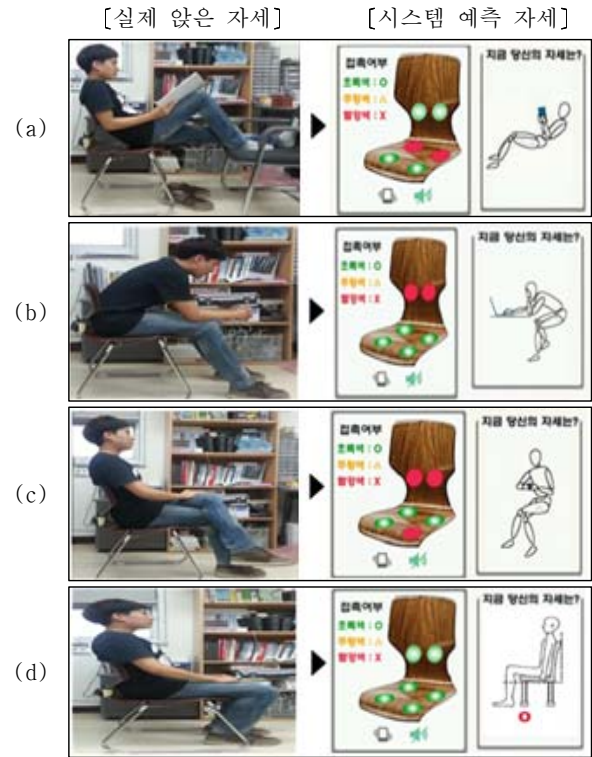 [실제 앉은 자세] [시스템 예측 자세]
(a)
접촉여부
초록색 : O
주황색 : △
빨강색 : X
지금 당신의 자세는?
(b)
접촉여부
초록색 : O
주황색 : △
빨강색 : X
지금 당신의 자세는?
(c)
접촉여부
초록색 : O
주황색 : △
빨강색 : X
지금 당신의 자세는?
(d)
접촉여부
초록색 : O
주황색 : △
빨강색 : X
지금 당신의 자세는?
O